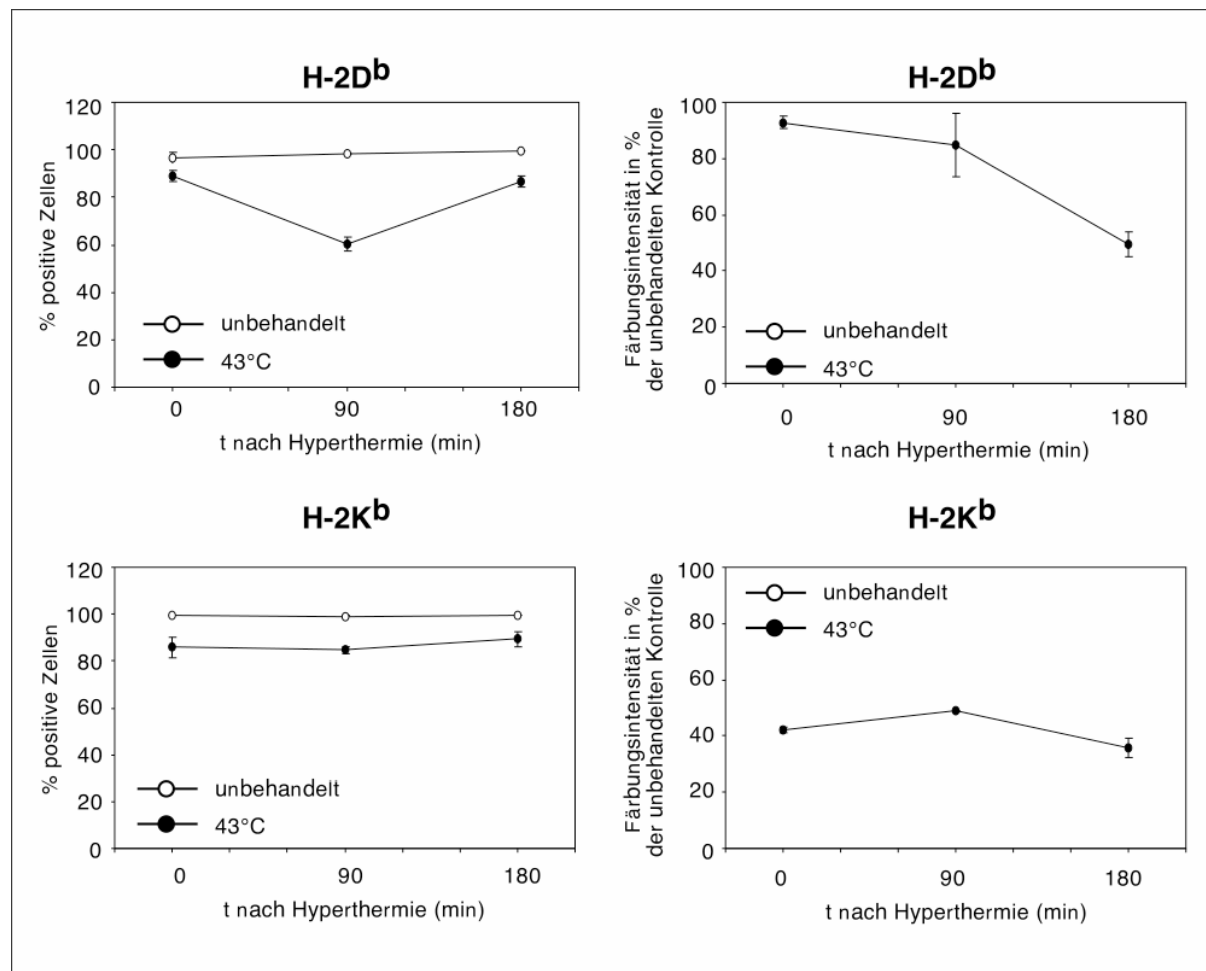 H-2Dᵇ
% positive Zellen
120
100
80
60
40
20
0
unbehandelt
43°C
0 90 180
t nach Hyperthermie (min)
H-2Dᵇ
Färbungsintensität in %
der unbehandelten Kontrolle
100
80
60
40
20
0
unbehandelt
43°C
0 90 180
t nach Hyperthermie (min)
H-2Kᵇ
% positive Zellen
120
100
80
60
40
20
0
unbehandelt
43°C
0 90 180
t nach Hyperthermie (min)
H-2Kᵇ
Färbungsintensität in %
der unbehandelten Kontrolle
100
80
60
40
20
0
unbehandelt
43°C
0 90 180
t nach Hyperthermie (min)